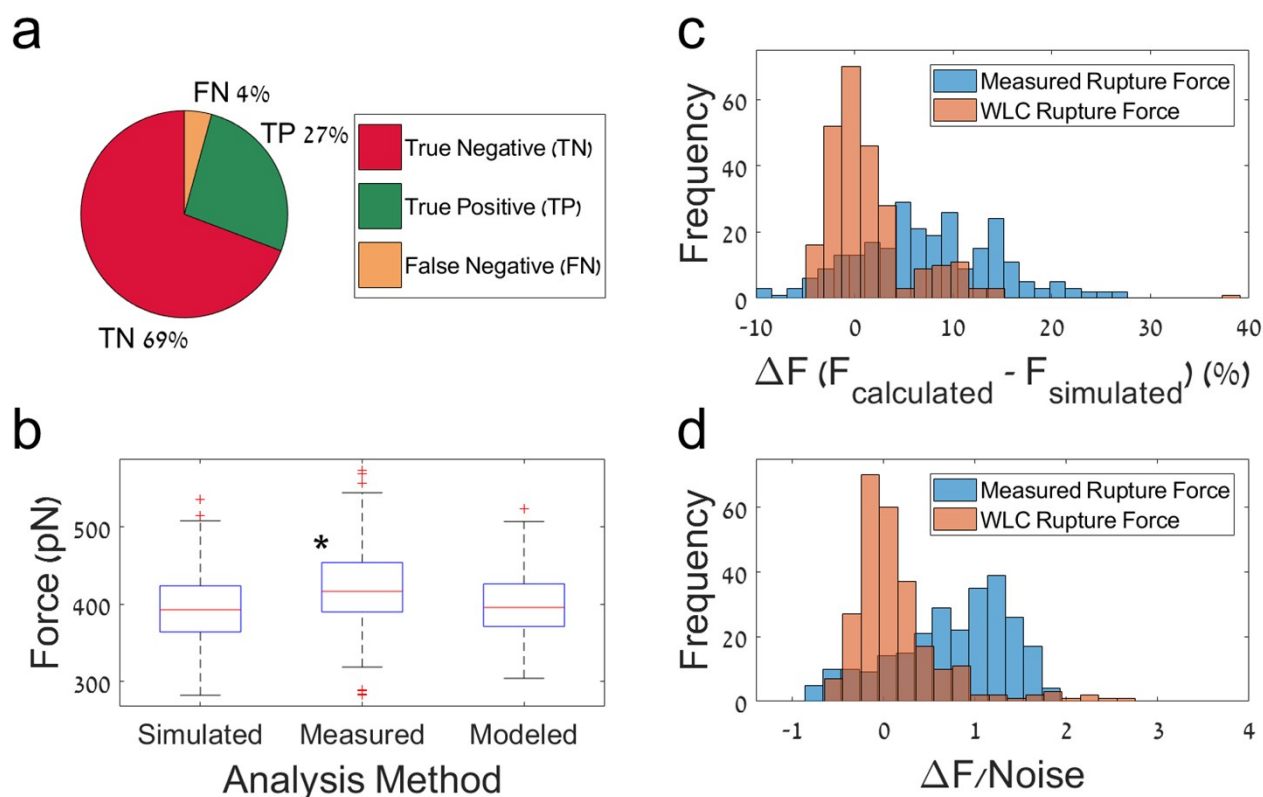 a
FN 4%
TP 27%
TN 69%
True Negative (TN)
True Positive (TP)
False Negative (FN)
b
Force (pN)
500
400
300
Simulated Measured Modeled
*
Analysis Method
c
Frequency
60
40
20
0
Measured Rupture Force
WLC Rupture Force
-10 0 10 20 30 40
ΔF (Fcalculated - Fsimulated) (%)
d
Frequency
60
40
20
0
Measured Rupture Force
WLC Rupture Force
-1 0 1 2 3 4
ΔF/Noise